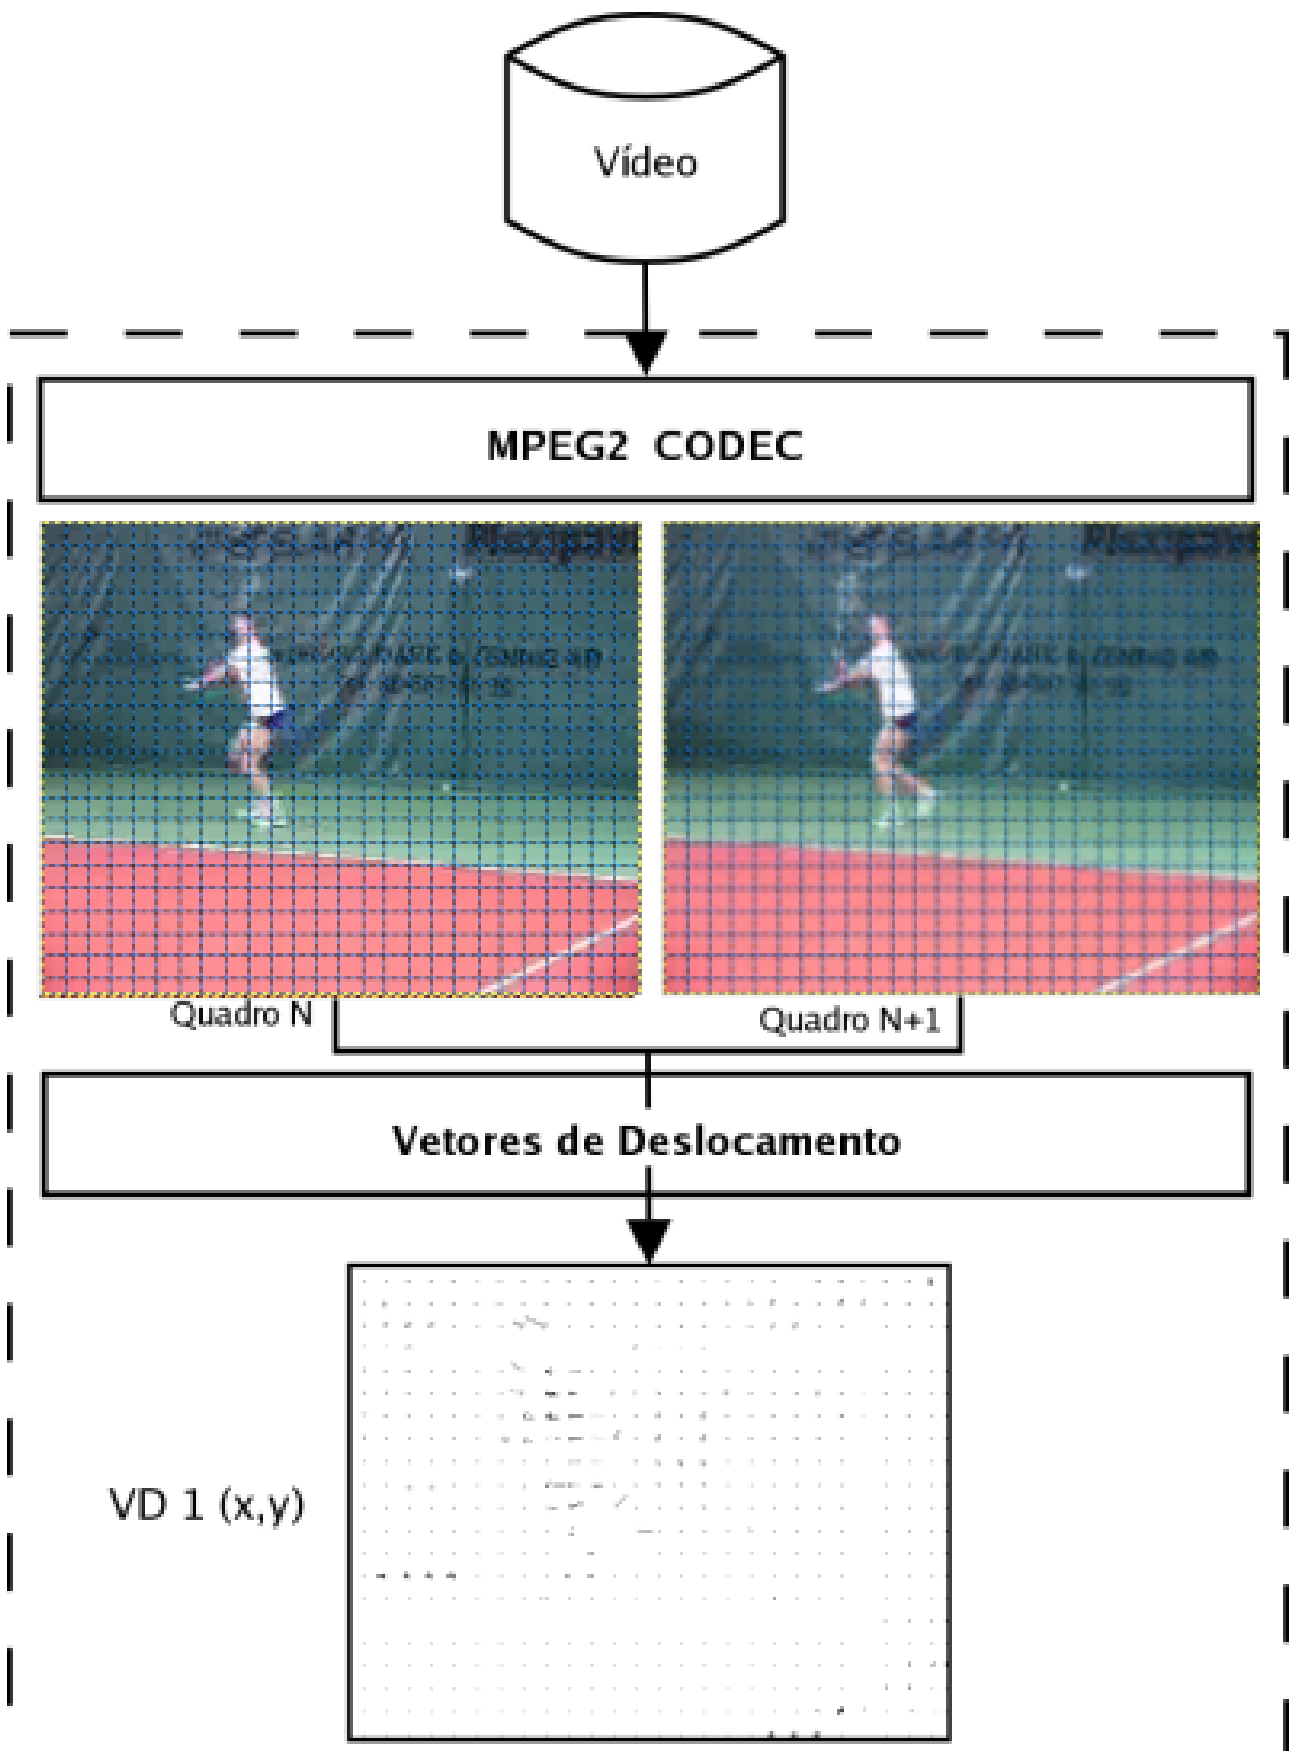 Vídeo
MPEG2 CODEC
Quadro N
Quadro N+1
Vetores de Deslocamento
VD 1 (x,y)